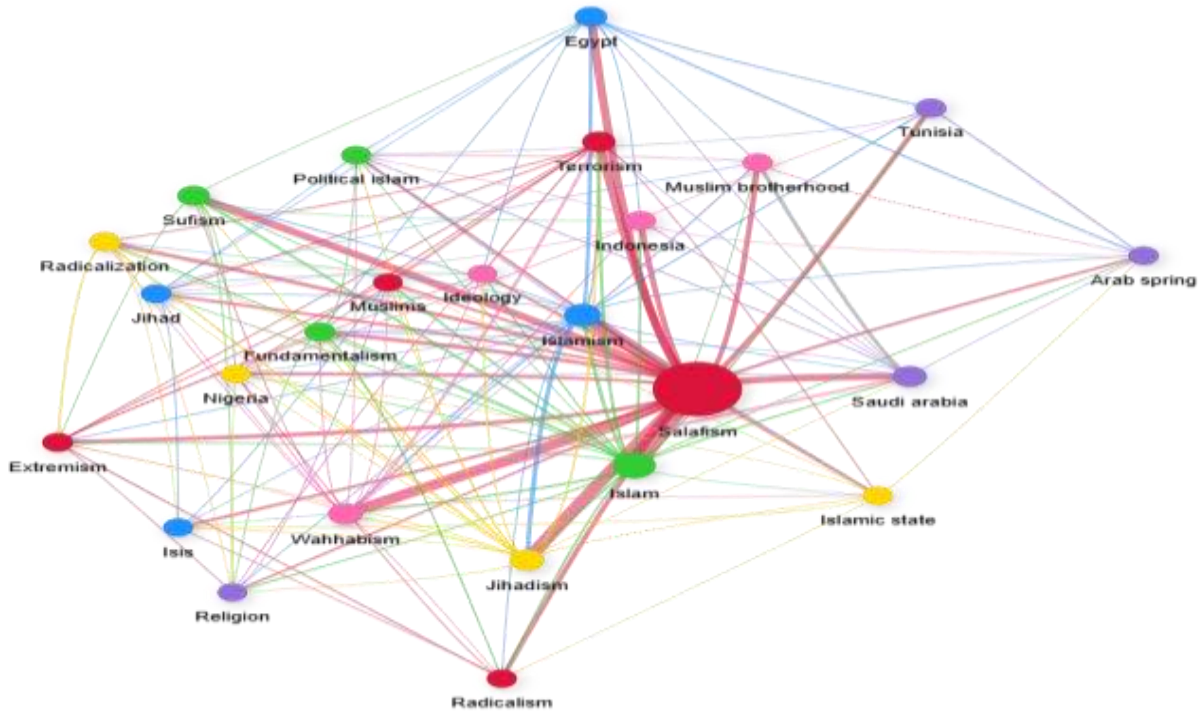 Egypt
Tunisia
Terrorism
Political islam
Muslim brotherhood
Sufism
Indonesia
Radicalization
Arab spring
Ideology
Muslims
Jihad
Islamism
Fundamentalism
Nigeria
Saudi arabia
Salafism
Extremism
Islam
Islamic state
Wahhabism
Isis
Jihadism
Religion
Radicalism